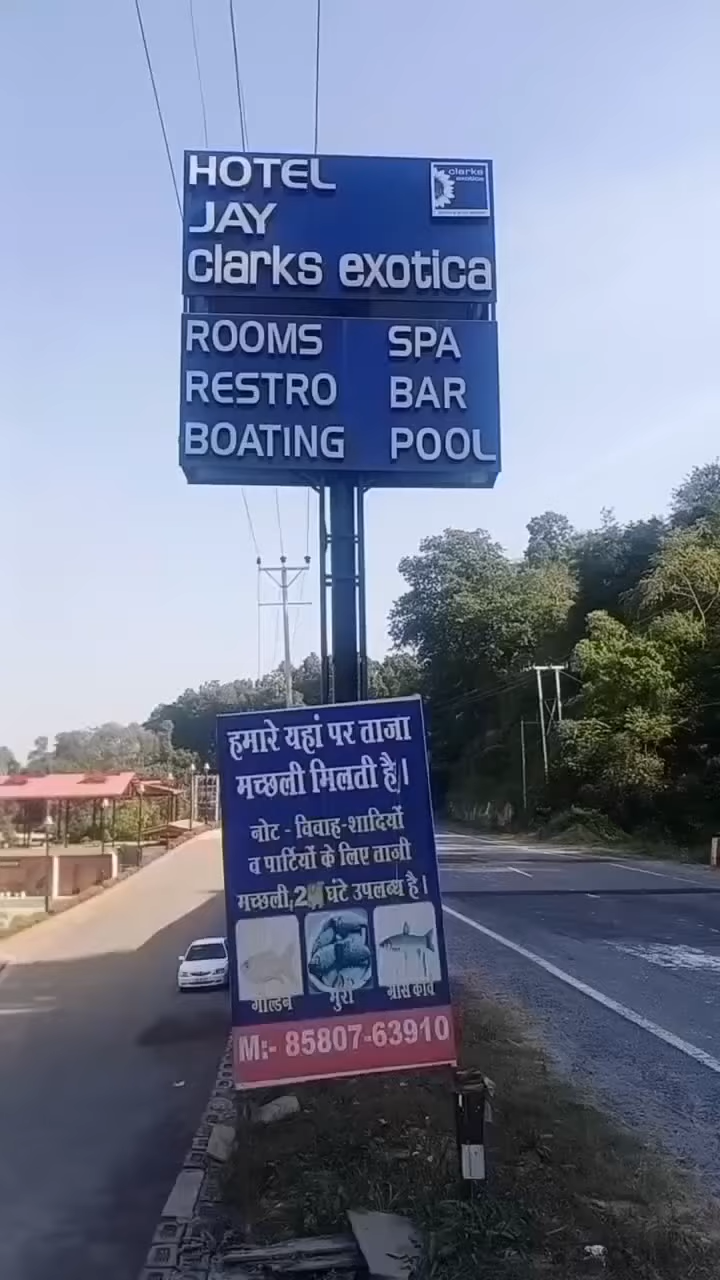 HOTEL
clarks
exotica
JAY
clarks exotica
ROOMS SPA
RESTRO BAR
BOATING POOL
हमारे यहां पर ताजा
मच्छली मिलती है।
नोट - विवाह-शादियों
व पार्टियों के लिए ताजी
मच्छली, घंटे उपलब्ध है।
गोल्डन मुरी ग्रास कार्व
M:- 85807-63910